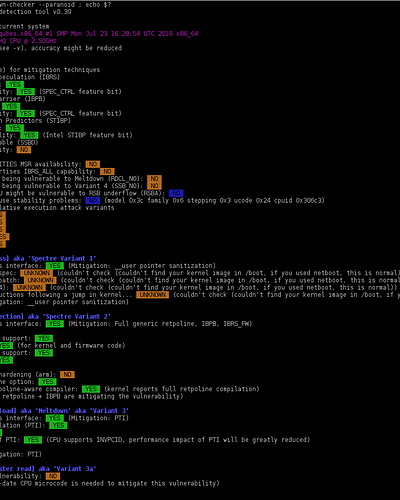 wn-checker --paranoid ; echo $?
detection tool v0.39
current system
qubes.x86_64 #1 SMP Mon Jul 23 16:28:54 UTC 2018 x86_64
HQ CPU @ 2.50GHz
see -v), accuracy might be reduced
e) for mitigation techniques
peculation (IBRS)
: YES
ity: YES (SPEC_CTRL feature bit)
arrier (IBPB)
: YES
ity: YES (SPEC_CTRL feature bit)
n Predictors (STIBP)
: YES
lity: YES (Intel STIBP feature bit)
able (SSBD)
lity: NO
ITIES MSR availability: NO
rtises IBRS_ALL capability: NO
 being vulnerable to Meltdown (RDCL_NO): NO
 being vulnerable to Variant 4 (SSB_NO): NO
U might be vulnerable to RSB underflow (RSBA): NO
use stability problems: NO (model 0x3c family 0x6 stepping 0x3 ucode 0x24 cpuid 0x306c3)
lative execution attack variants
ss] aka 'Spectre Variant 1'
s interface: YES (Mitigation: __user pointer sanitization)
spec: UNKNOWN (couldn't check (couldn't find your kernel image in /boot, if you used netboot, this is normal)
patch: UNKNOWN (couldn't check (couldn't find your kernel image in /boot, if you used netboot, this is normal))
4): UNKNOWN (couldn't check (couldn't find your kernel image in /boot, if you used netboot, this is normal))
uctions following a jump in kernel... UNKNOWN (couldn't check (couldn't find your kernel image in /boot, if y
gation: __user pointer sanitization)
ection] aka 'Spectre Variant 2'
s interface: YES (Mitigation: Full generic retpoline, IBPB, IBRS_FW)
 support: YES
YES (for kernel and firmware code)
 support: YES
YES
hardening (arm): NO
ne option: YES
poline-aware compiler: YES (kernel reports full retpoline compilation)
 retpoline + IBPB are mitigating the vulnerability)
load] aka 'Meltdown' aka 'Variant 3'
s interface: YES (Mitigation: PTI)
lation (PTI): YES
YES
f PTI: YES (CPU supports INVPCID, performance impact of PTI will be greatly reduced)
gation: PTI)
ster read] aka 'Variant 3a'
vulnerability: NO
-date CPU microcode is needed to mitigate this vulnerability)